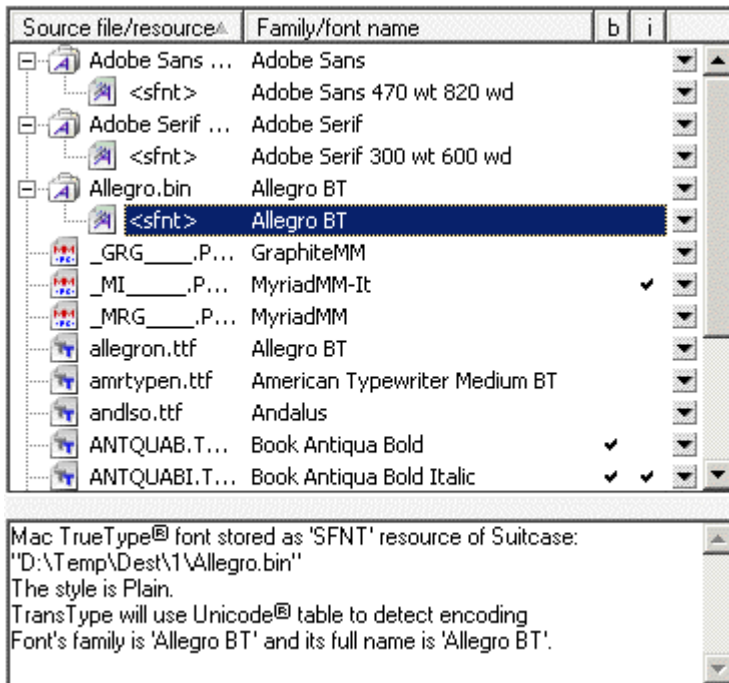 Source file/resource Family/font name b i
Adobe Sans ... Adobe Sans
<sfnt> Adobe Sans 470 wt 820 wd
Adobe Serif ... Adobe Serif
<sfnt> Adobe Serif 300 wt 600 wd
Allegro.bin Allegro BT
<sfnt> Allegro BT
_GRG____.P... GraphiteMM
_MI_____.P... MyriadMM-It
_MRG____.P... MyriadMM
allegron.ttf Allegro BT
amrtypen.ttf American Typewriter Medium BT
andlso.ttf Andalus
ANTQUAB.T... Book Antiqua Bold
ANTQUABI.T... Book Antiqua Bold Italic
Mac TrueType® font stored as 'SFNT' resource of Suitcase:
"D:\Temp\Dest\1\Allegro.bin"
The style is Plain.
TransType will use Unicode® table to detect encoding
Font's family is 'Allegro BT' and its full name is 'Allegro BT'.